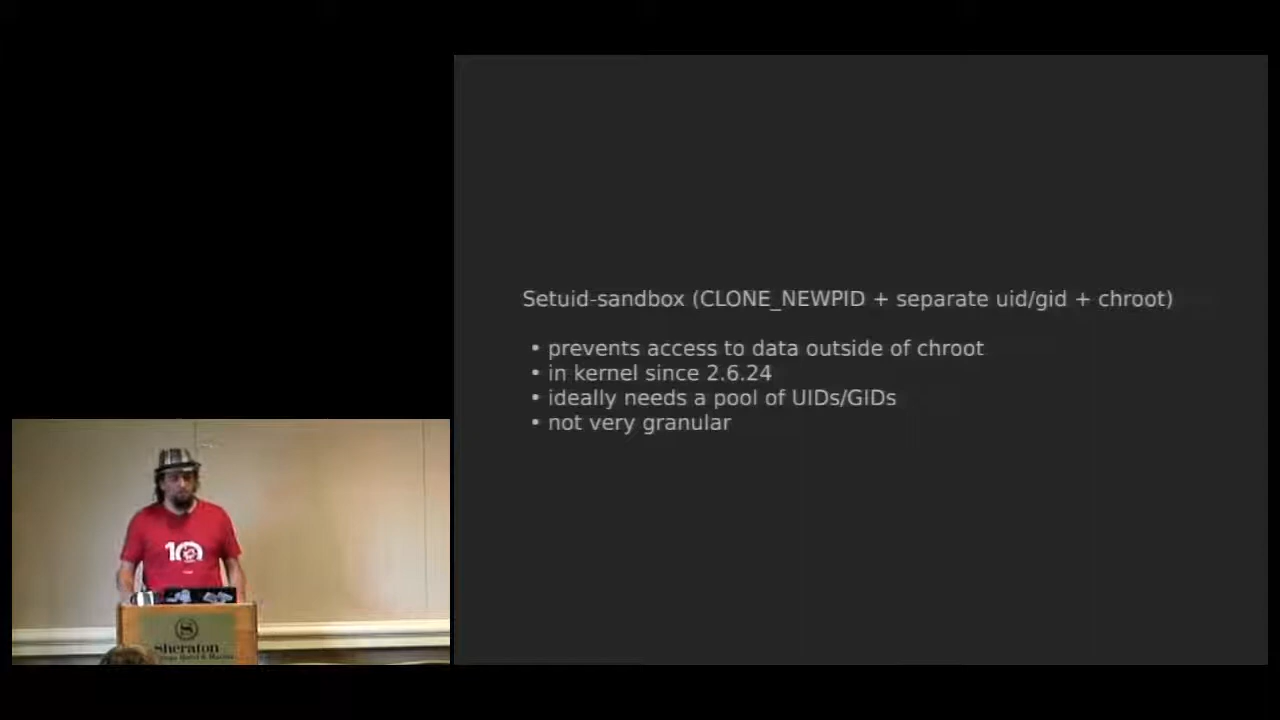 Setuid-sandbox (CLONE_NEWPID + separate uid/gid + chroot)
• prevents access to data outside of chroot
• in kernel since 2.6.24
• ideally needs a pool of UIDs/GIDs
• not very granular
10
S
Sheraton